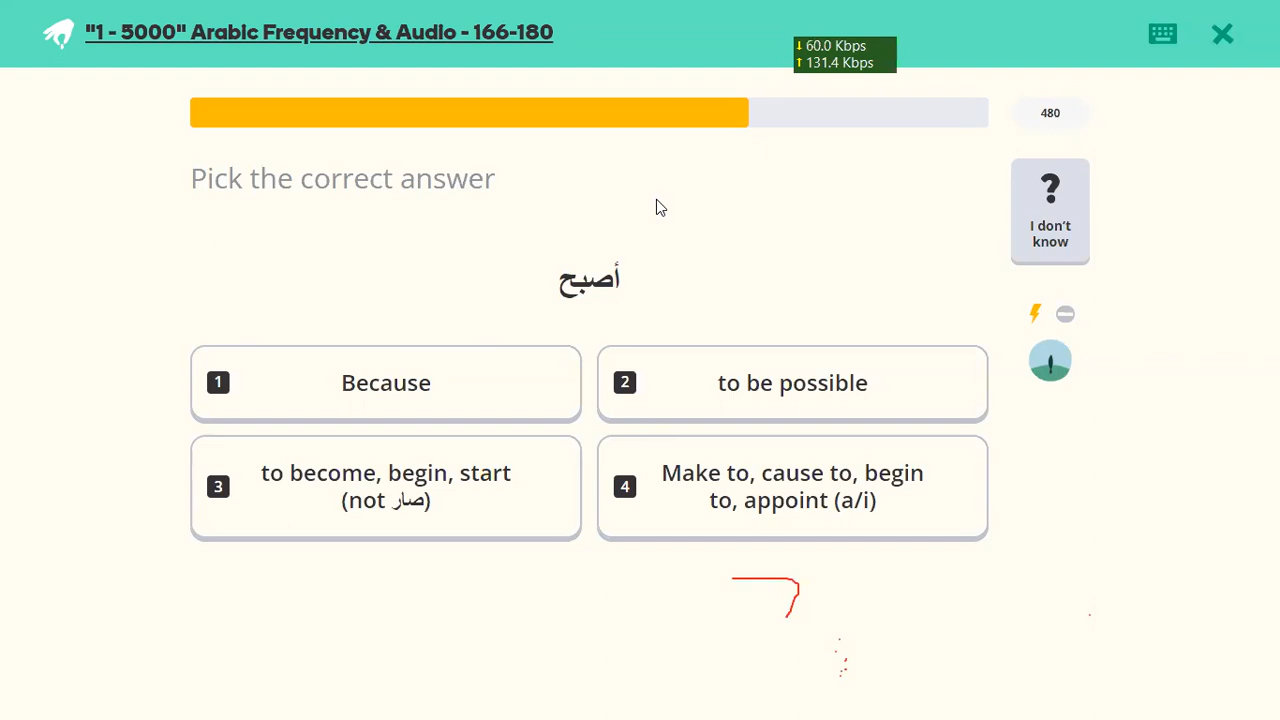 "1 - 5000" Arabic Frequency & Audio - 166-180
↓ 60.0 Kbps
↑ 131.4 Kbps
480
Pick the correct answer
?
I don't
know
أصبح
1 Because
2 to be possible
3 to become, begin, start
(not صار)
4 Make to, cause to, begin
to, appoint (a/i)